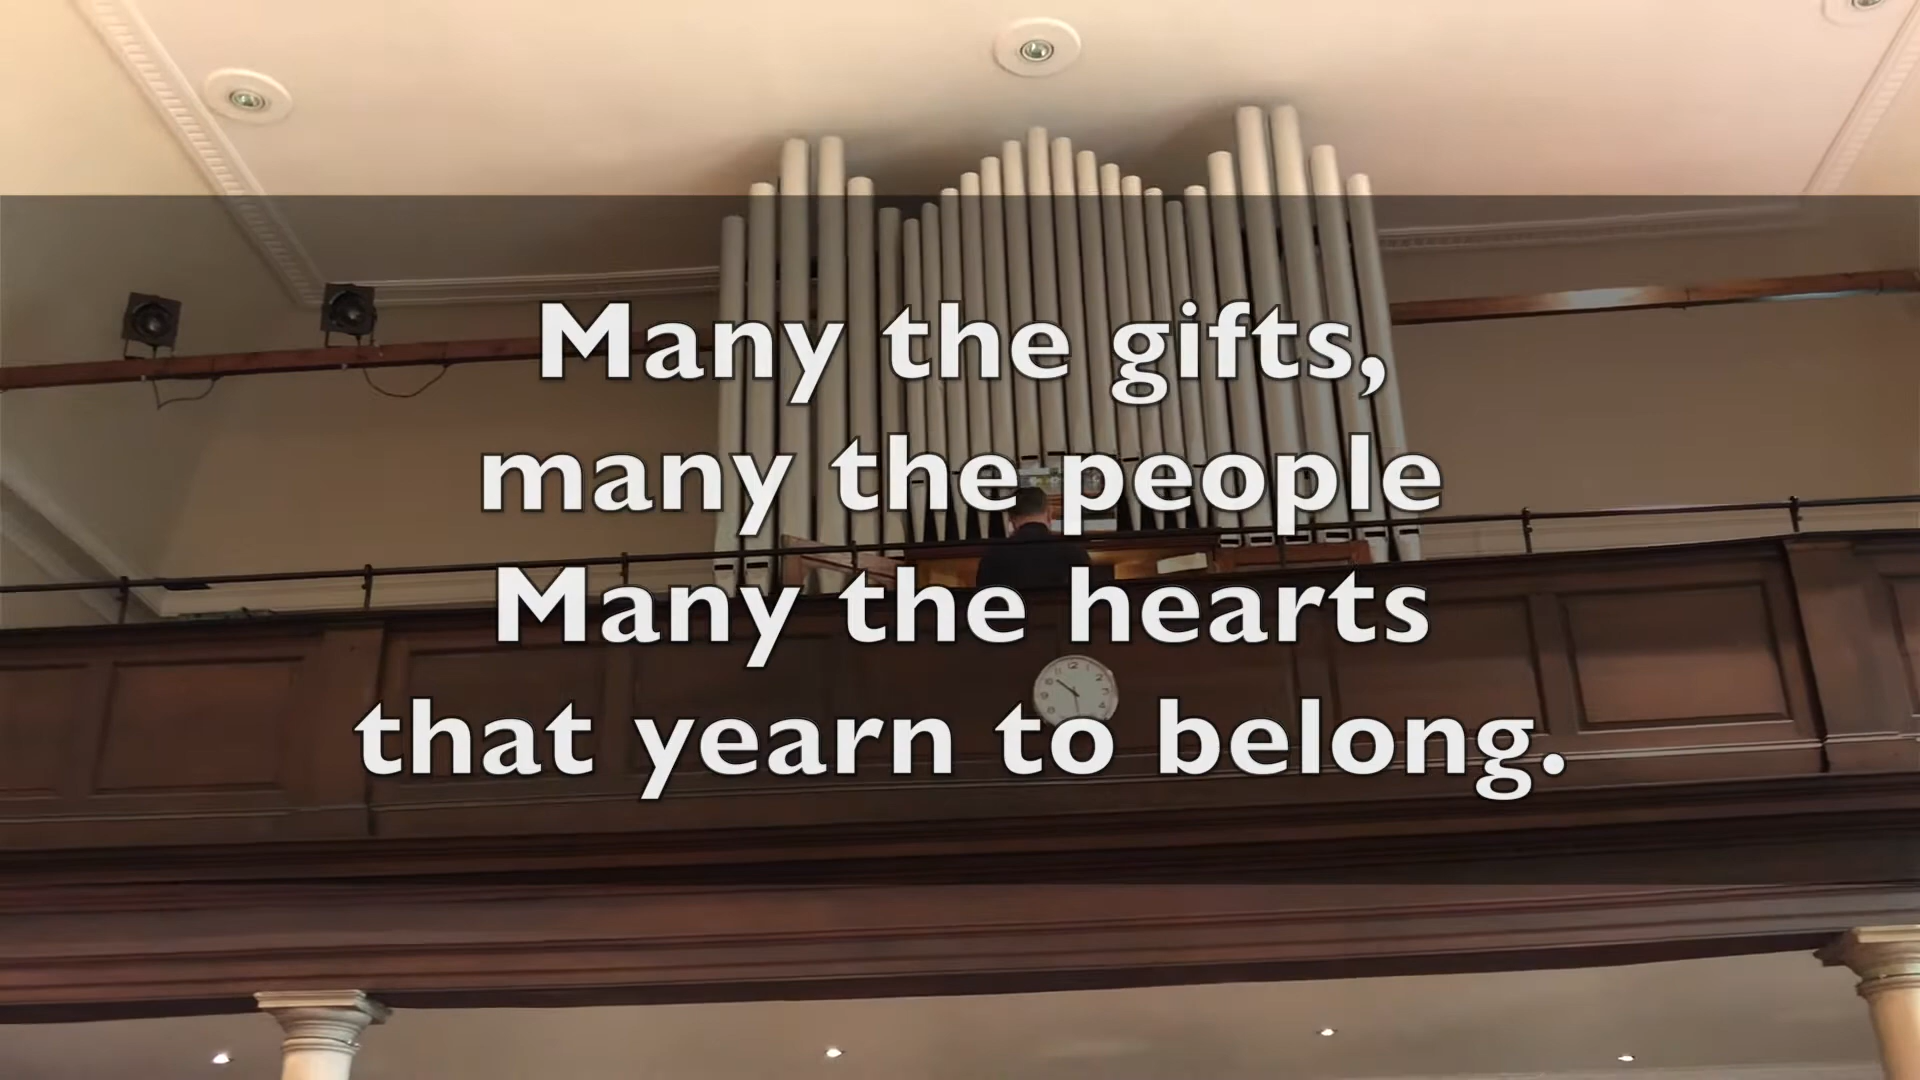 Many the gifts,
many the people
Many the hearts
that yearn to belong.